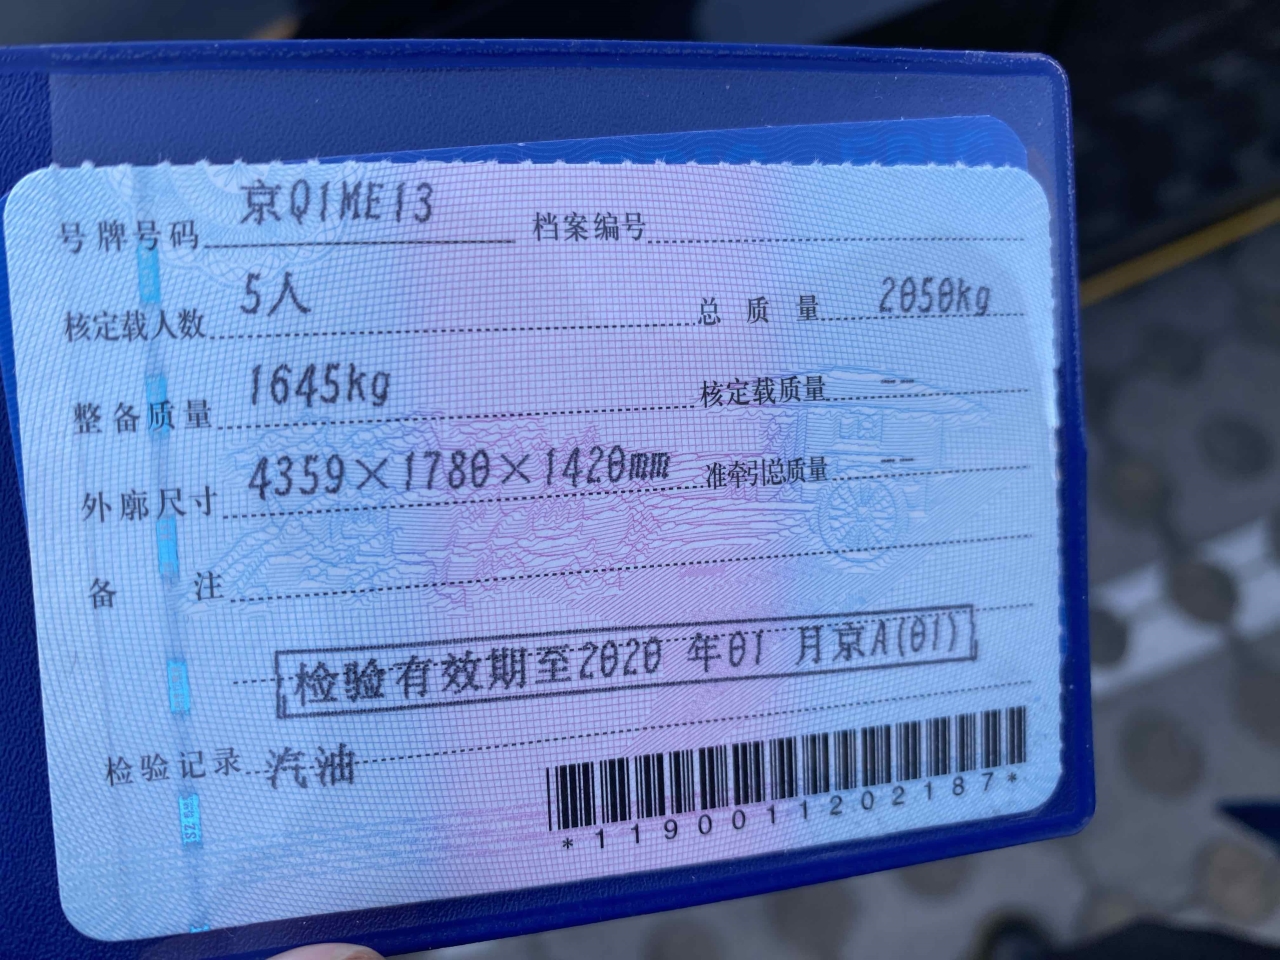 号牌号码 京Q1ME13 档案编号
核定载人数 5人 总质量 2050kg
整备质量 1645kg 核定载质量 --
外廓尺寸 4359×1780×1420mm 准牵引总质量 --
备注
检验有效期至2020年01月京A(01)
检验记录 汽油
*1190011202187*